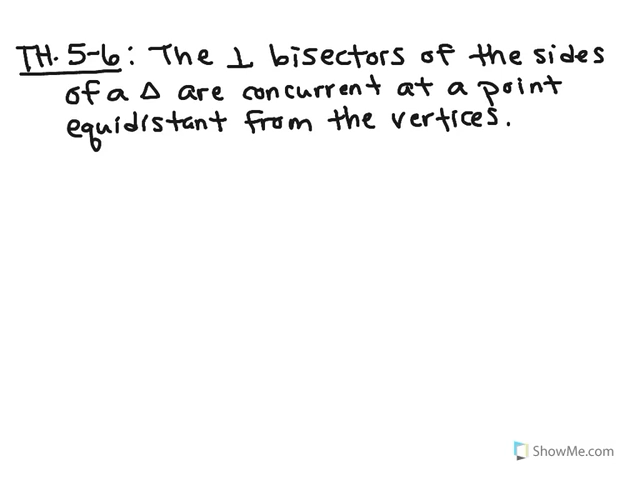 TH. 5-6: The ⊥ bisectors of the sides
of a Δ are concurrent at a point
equidistant from the vertices.
ShowMe.com